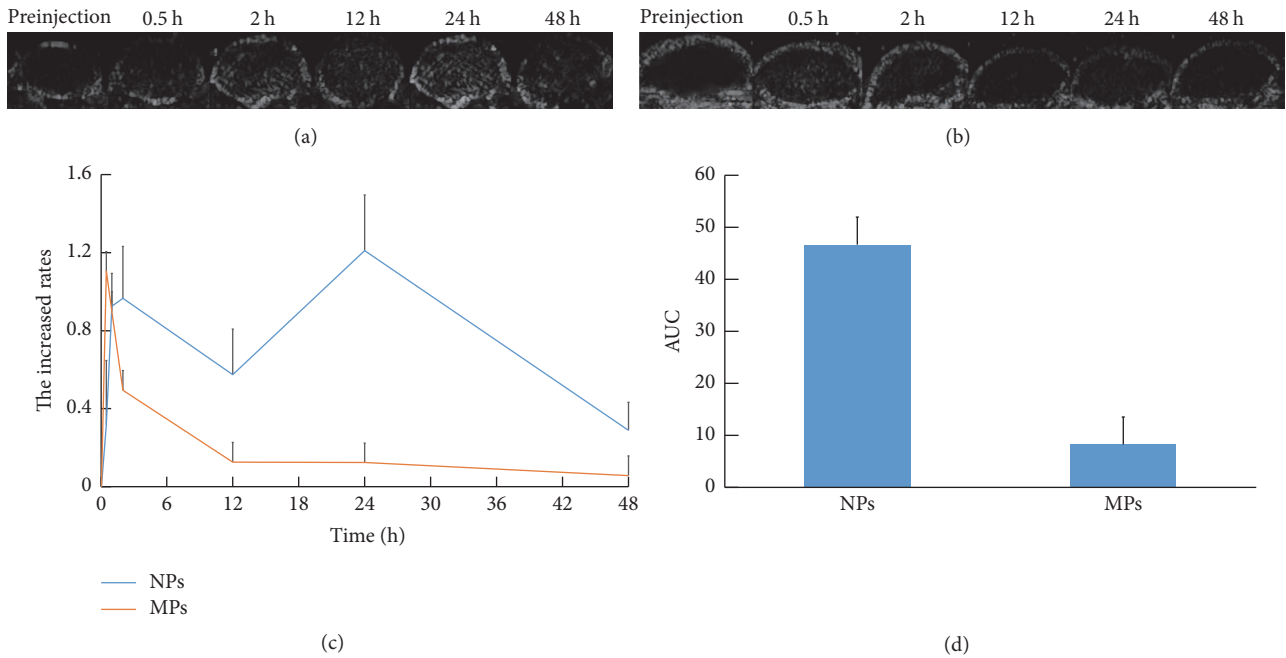 Preinjection 0.5 h 2 h 12 h 24 h 48 h
(a)
Preinjection 0.5 h 2 h 12 h 24 h 48 h
(b)
1.6
1.2
0.8
0.4
0
The increased rates
0 6 12 18 24 30 36 42 48
Time (h)
NPs
MPs
(c)
60
50
40
30
20
10
0
AUC
NPs MPs
(d)